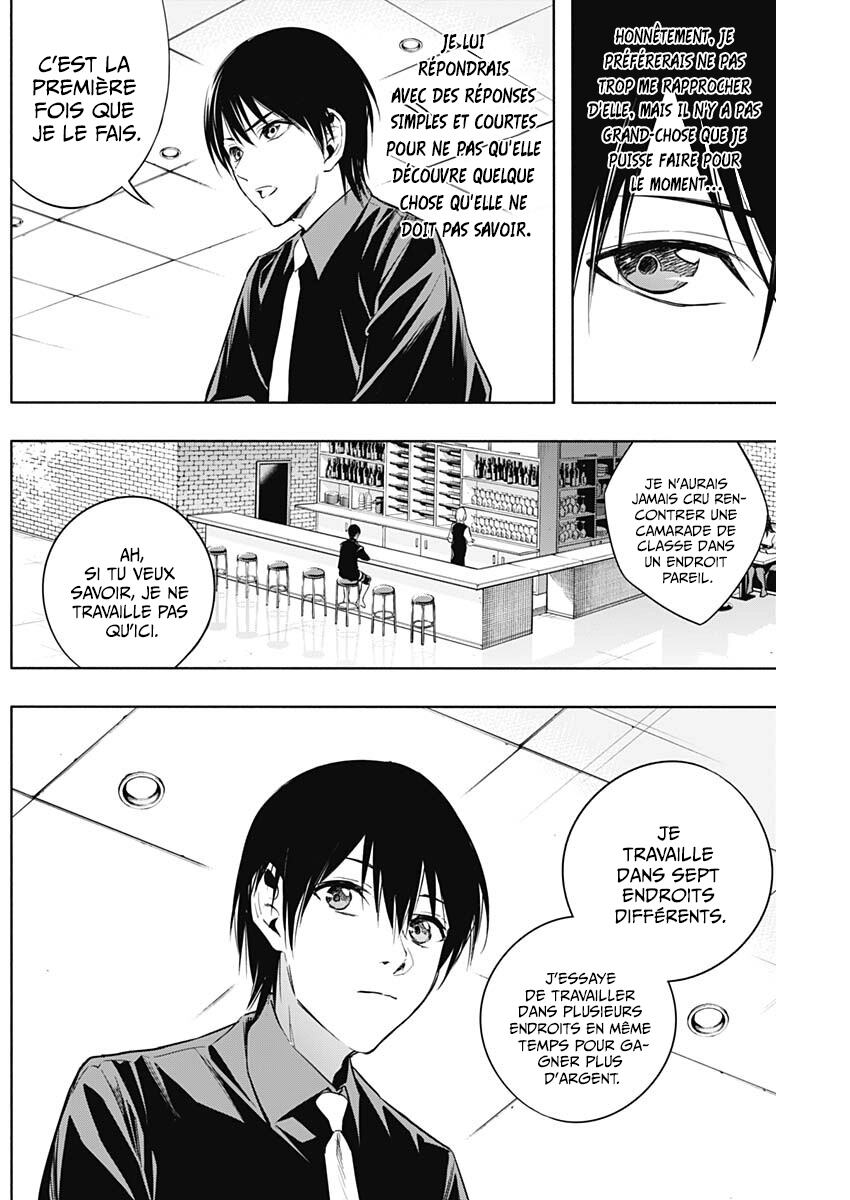 HONNÊTEMENT, JE
PRÉFÉRERAIS NE PAS
TROP ME RAPPROCHER
D'ELLE, MAIS IL N'Y A PAS
GRAND-CHOSE QUE JE
PUISSE FAIRE POUR
LE MOMENT...
JE LUI
RÉPONDRAIS
AVEC DES RÉPONSES
SIMPLES ET COURTES
POUR NE PAS QU'ELLE
DÉCOUVRE QUELQUE
CHOSE QU'ELLE NE
DOIT PAS SAVOIR.
C'EST LA
PREMIÈRE
FOIS QUE
JE LE FAIS.
JE N'AURAIS
JAMAIS CRU REN-
CONTRER UNE
CAMARADE DE
CLASSE DANS
UN ENDROIT
PAREIL.
AH,
SI TU VEUX
SAVOIR, JE NE
TRAVAILLE PAS
QU'ICI.
JE
TRAVAILLE
DANS SEPT
ENDROITS
DIFFÉRENTS.
J'ESSAYE
DE TRAVAILLER
DANS PLUSIEURS
ENDROITS EN MÊME
TEMPS POUR GA-
GNER PLUS
D'ARGENT.